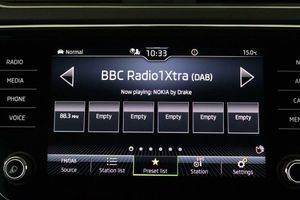 Normal 10:33 15.0°C
RADIO
MEDIA
PHONE
VOICE
BBC Radio1Xtra (DAB)
Now playing: NOKIA by Drake
88.3 MHz Empty Empty Empty Empty Empty
FM/DAB
Source
Station list
Preset list
Station
Settings